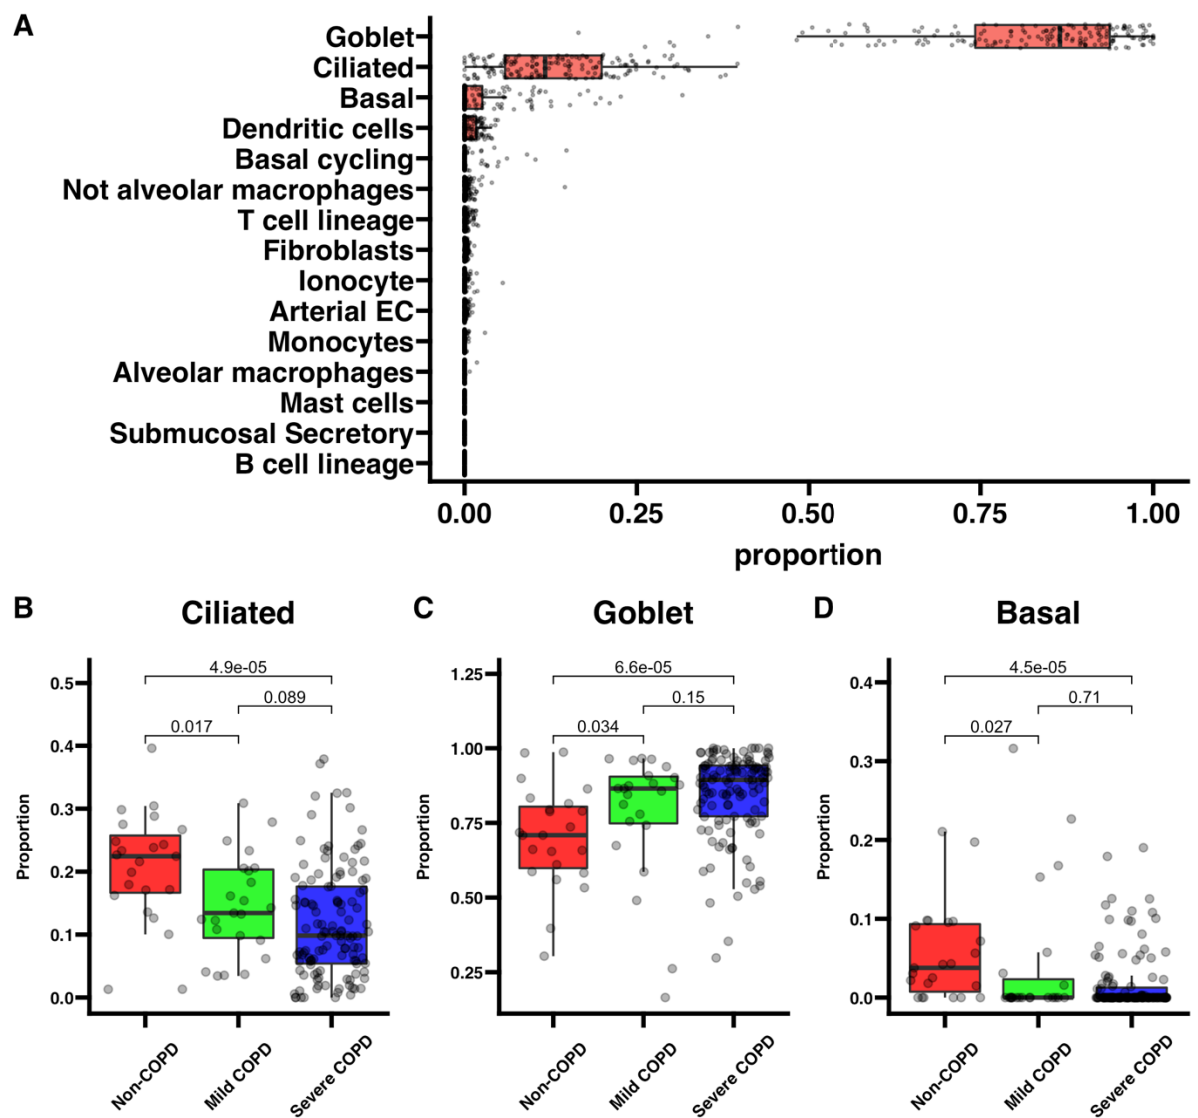 A
Goblet
Ciliated
Basal
Dendritic cells
Basal cycling
Not alveolar macrophages
T cell lineage
Fibroblasts
Ionocyte
Arterial EC
Monocytes
Alveolar macrophages
Mast cells
Submucosal Secretory
B cell lineage
0.00 0.25 0.50 0.75 1.00
proportion
B Ciliated
Proportion
0.5
0.4
0.3
0.2
0.1
0.0
4.9e-05
0.089
0.017
Non-COPD
Mild COPD
Severe COPD
C Goblet
Proportion
1.25
1.00
0.75
0.50
0.25
6.6e-05
0.15
0.034
Non-COPD
Mild COPD
Severe COPD
D Basal
Proportion
0.4
0.3
0.2
0.1
0.0
4.5e-05
0.71
0.027
Non-COPD
Mild COPD
Severe COPD